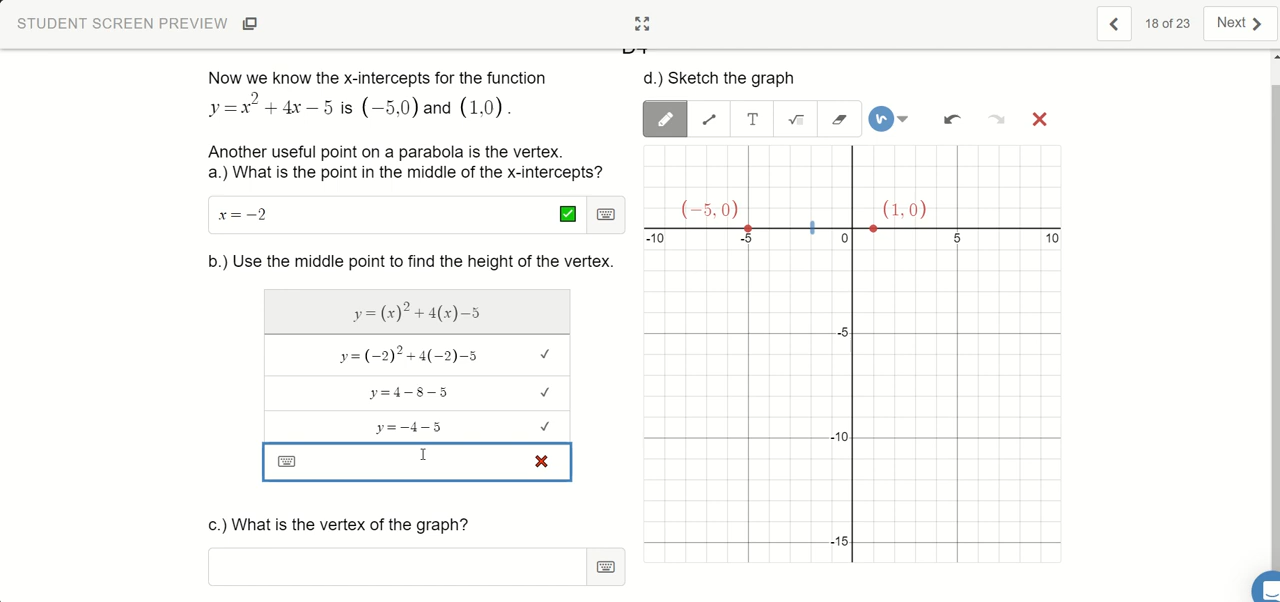 STUDENT SCREEN PREVIEW
18 of 23
Next
Now we know the x-intercepts for the function
y = x² + 4x − 5 is (−5,0) and (1,0).
Another useful point on a parabola is the vertex.
a.) What is the point in the middle of the x-intercepts?
x = −2
b.) Use the middle point to find the height of the vertex.
y = (x)² + 4(x) − 5
y = (−2)² + 4(−2) − 5
y = 4 − 8 − 5
y = −4 − 5
c.) What is the vertex of the graph?
d.) Sketch the graph
T
(−5, 0)
(1, 0)
-10
-5
0
5
10
-5
-10
-15